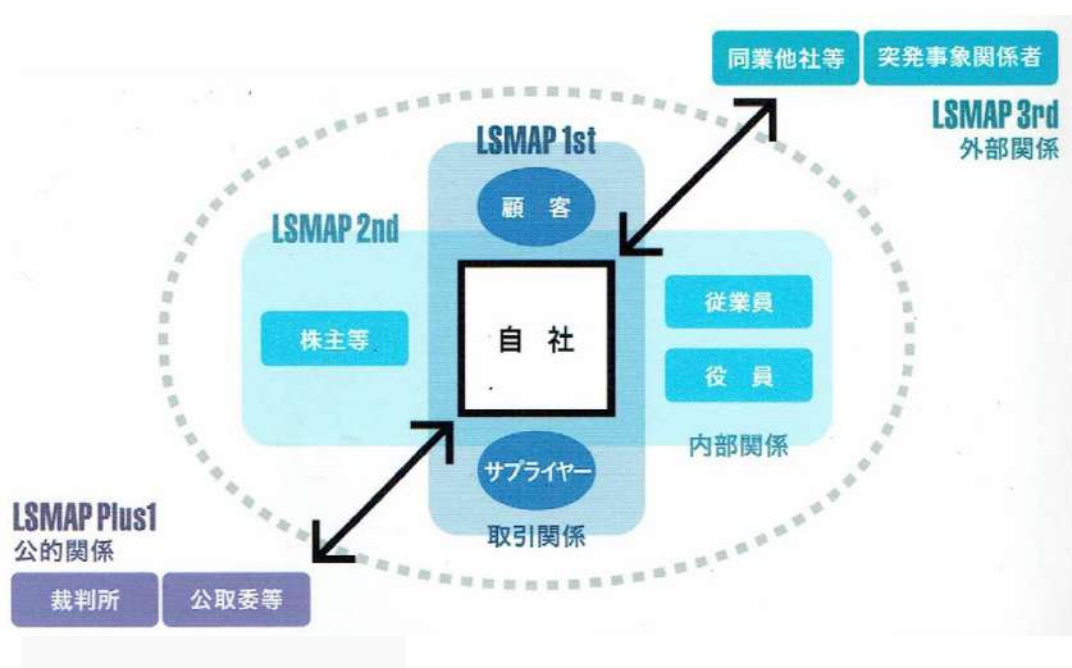 同業他社等
突発事象関係者
LSMAP 3rd
外部関係
LSMAP 1st
顧 客
LSMAP 2nd
株主等
自 社
従業員
役 員
内部関係
サプライヤー
取引関係
LSMAP Plus1
公的関係
裁判所
公取委等